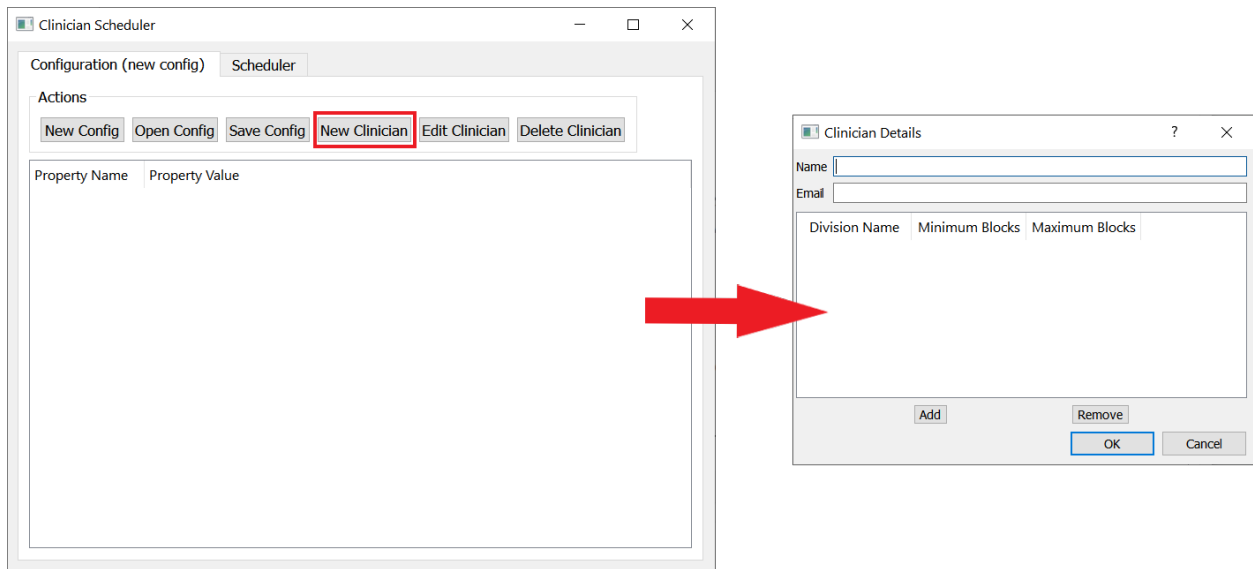 Clinician Scheduler
Configuration (new config) Scheduler
Actions
New Config Open Config Save Config New Clinician Edit Clinician Delete Clinician
Property Name Property Value
Clinician Details ?
Name
Email
Division Name Minimum Blocks Maximum Blocks
Add Remove
OK Cancel